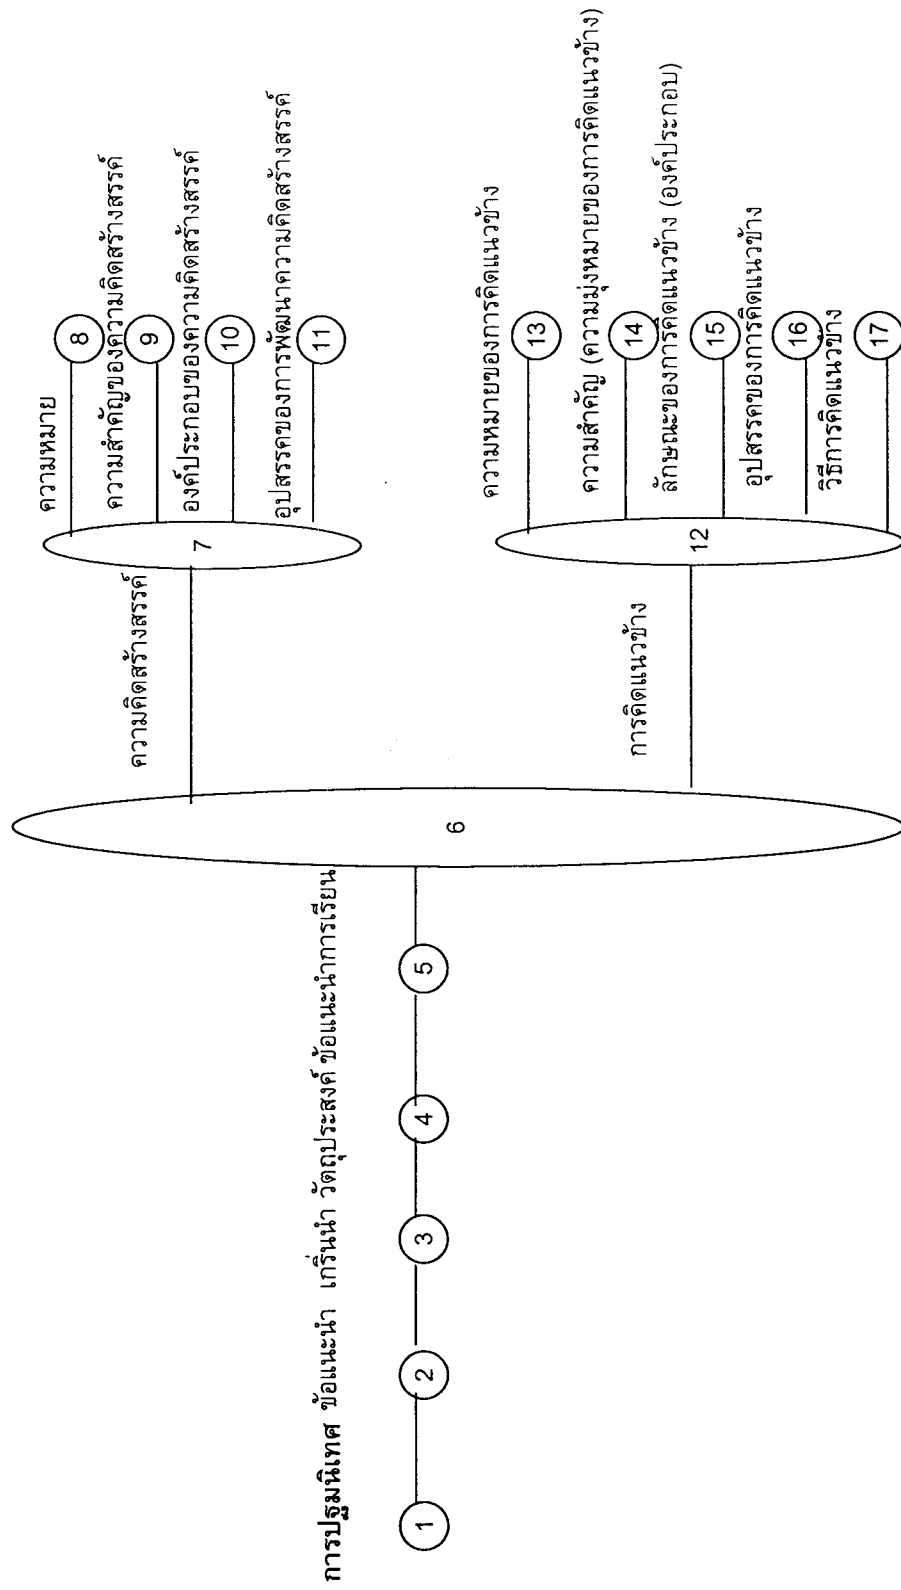 การปฐมนิเทศ ข้อแนะนำ เกริ่นนำ วัตถุประสงค์ ข้อแนะนำการเรียน
1
2
3
4
5
6
ความคิดสร้างสรรค์
7
ความหมาย
8
ความสำคัญของความคิดสร้างสรรค์
9
องค์ประกอบของความคิดสร้างสรรค์
10
อุปสรรคของการพัฒนาความคิดสร้างสรรค์
11
การคิดแนวข้าง
12
ความหมายของการคิดแนวข้าง
13
ความสำคัญ (ความมุ่งหมายของการคิดแนวข้าง)
14
ลักษณะของการคิดแนวข้าง (องค์ประกอบ)
15
อุปสรรคของการคิดแนวข้าง
16
วิธีการคิดแนวข้าง
17